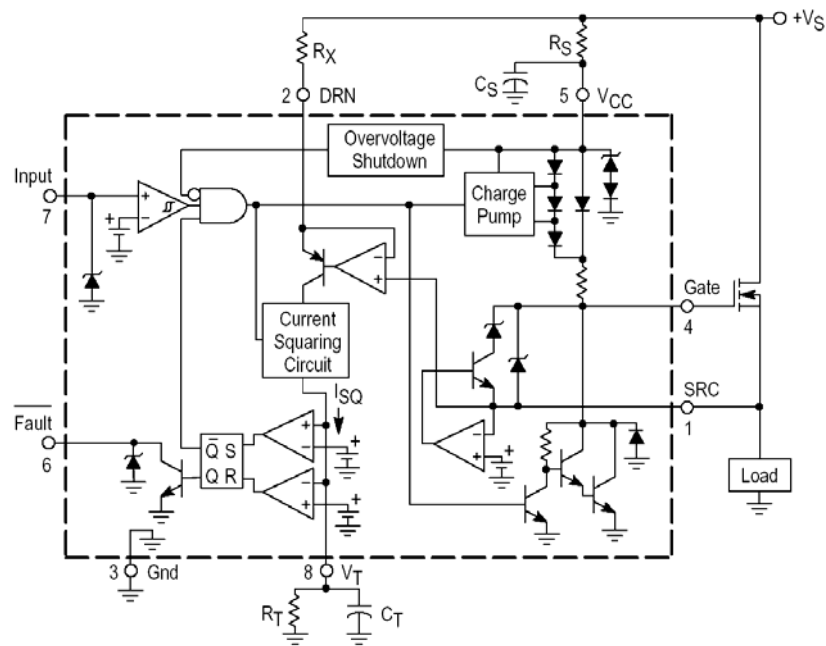 +VS
RX
RS
CS
2 DRN
5 VCC
Overvoltage
Shutdown
Input
7
+
−
+
Charge
Pump
−
+
Gate
4
Current
Squaring
Circuit
SRC
1
ISQ
Fault
6
Q S
Q R
+
−
+
−
+
+
−
+
+
Load
3 Gnd
8 VT
RT
CT